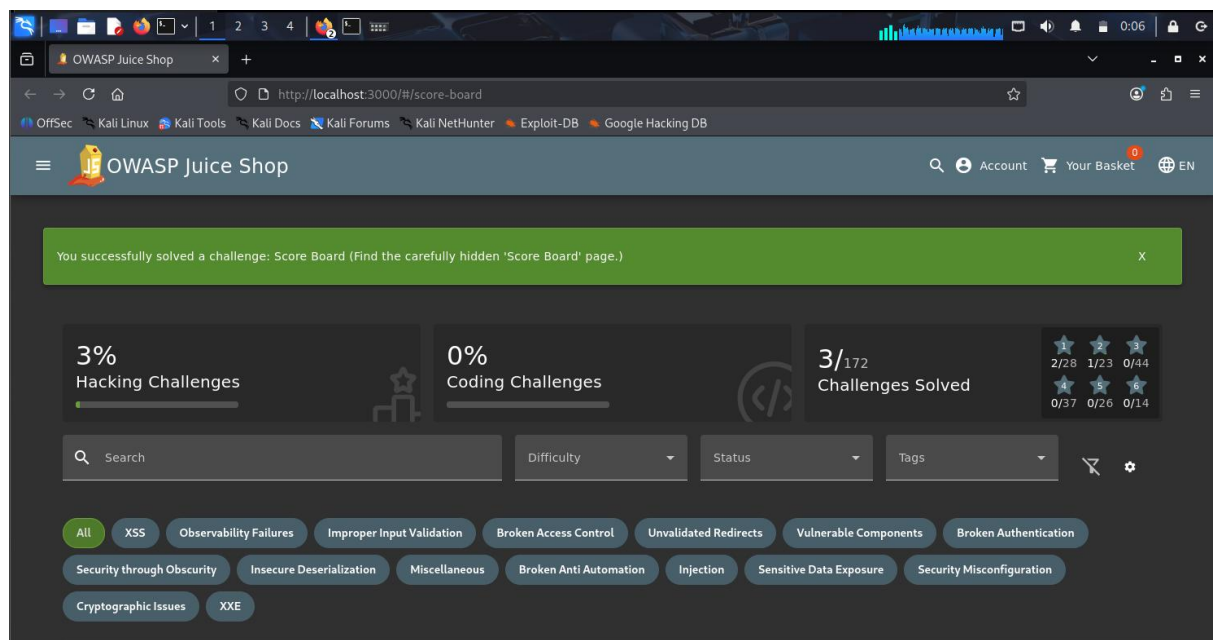 1 2 3 4 2 0:06
OWASP Juice Shop × +
http://localhost:3000/#/score-board
OffSec Kali Linux Kali Tools Kali Docs Kali Forums Kali NetHunter Exploit-DB Google Hacking DB
JS OWASP Juice Shop Account Your Basket 0 EN
You successfully solved a challenge: Score Board (Find the carefully hidden 'Score Board' page.) X
3%
Hacking Challenges
0%
Coding Challenges
3/172
Challenges Solved
1 2 3
2/28 1/23 0/44
4 5 6
0/37 0/26 0/14
Search Difficulty Status Tags
All XSS Observability Failures Improper Input Validation Broken Access Control Unvalidated Redirects Vulnerable Components Broken Authentication
Security through Obscurity Insecure Deserialization Miscellaneous Broken Anti Automation Injection Sensitive Data Exposure Security Misconfiguration
Cryptographic Issues XXE